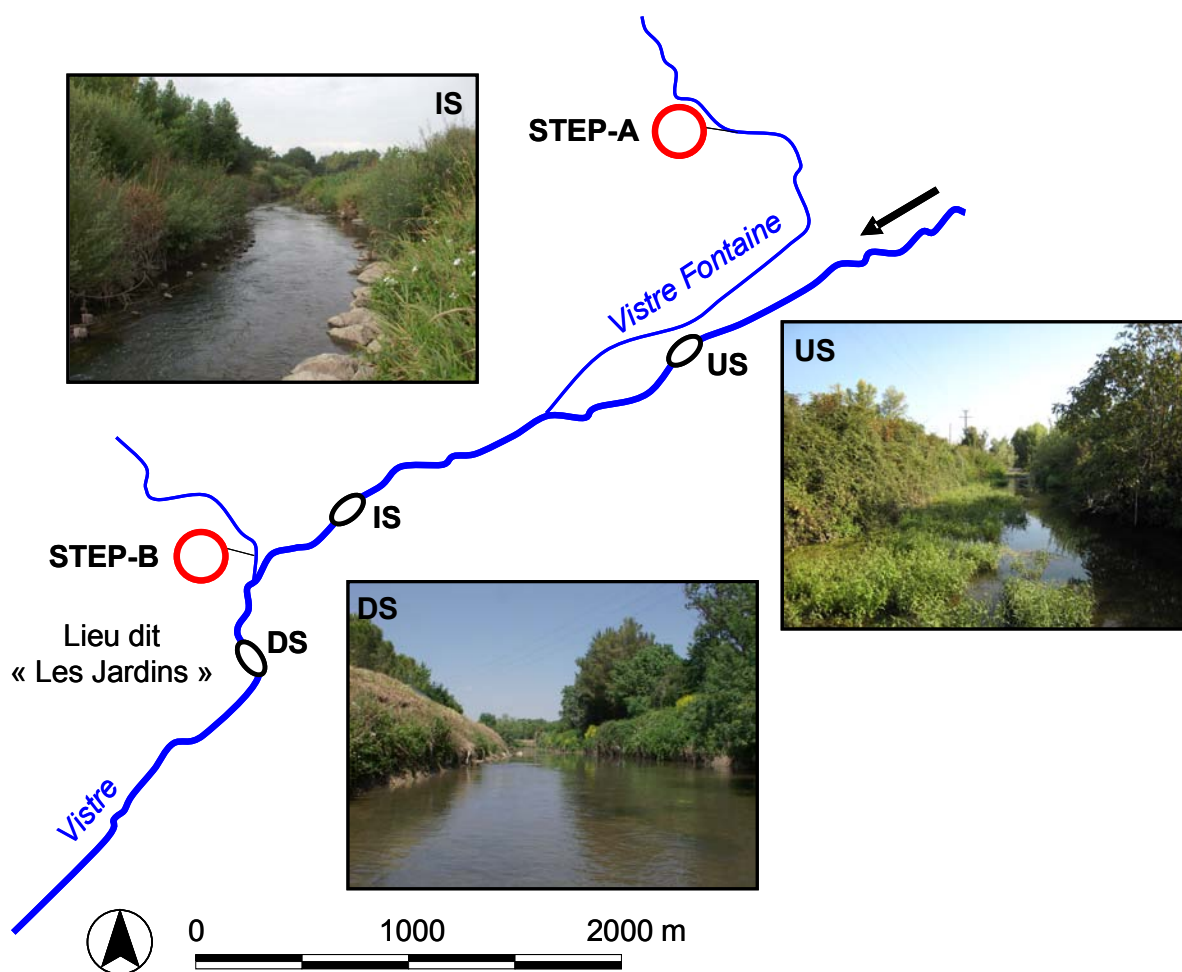 IS
STEP-A
Vistre Fontaine
US
US
IS
STEP-B
DS
Lieu dit
« Les Jardins »
DS
Vistre
0 1000 2000 m